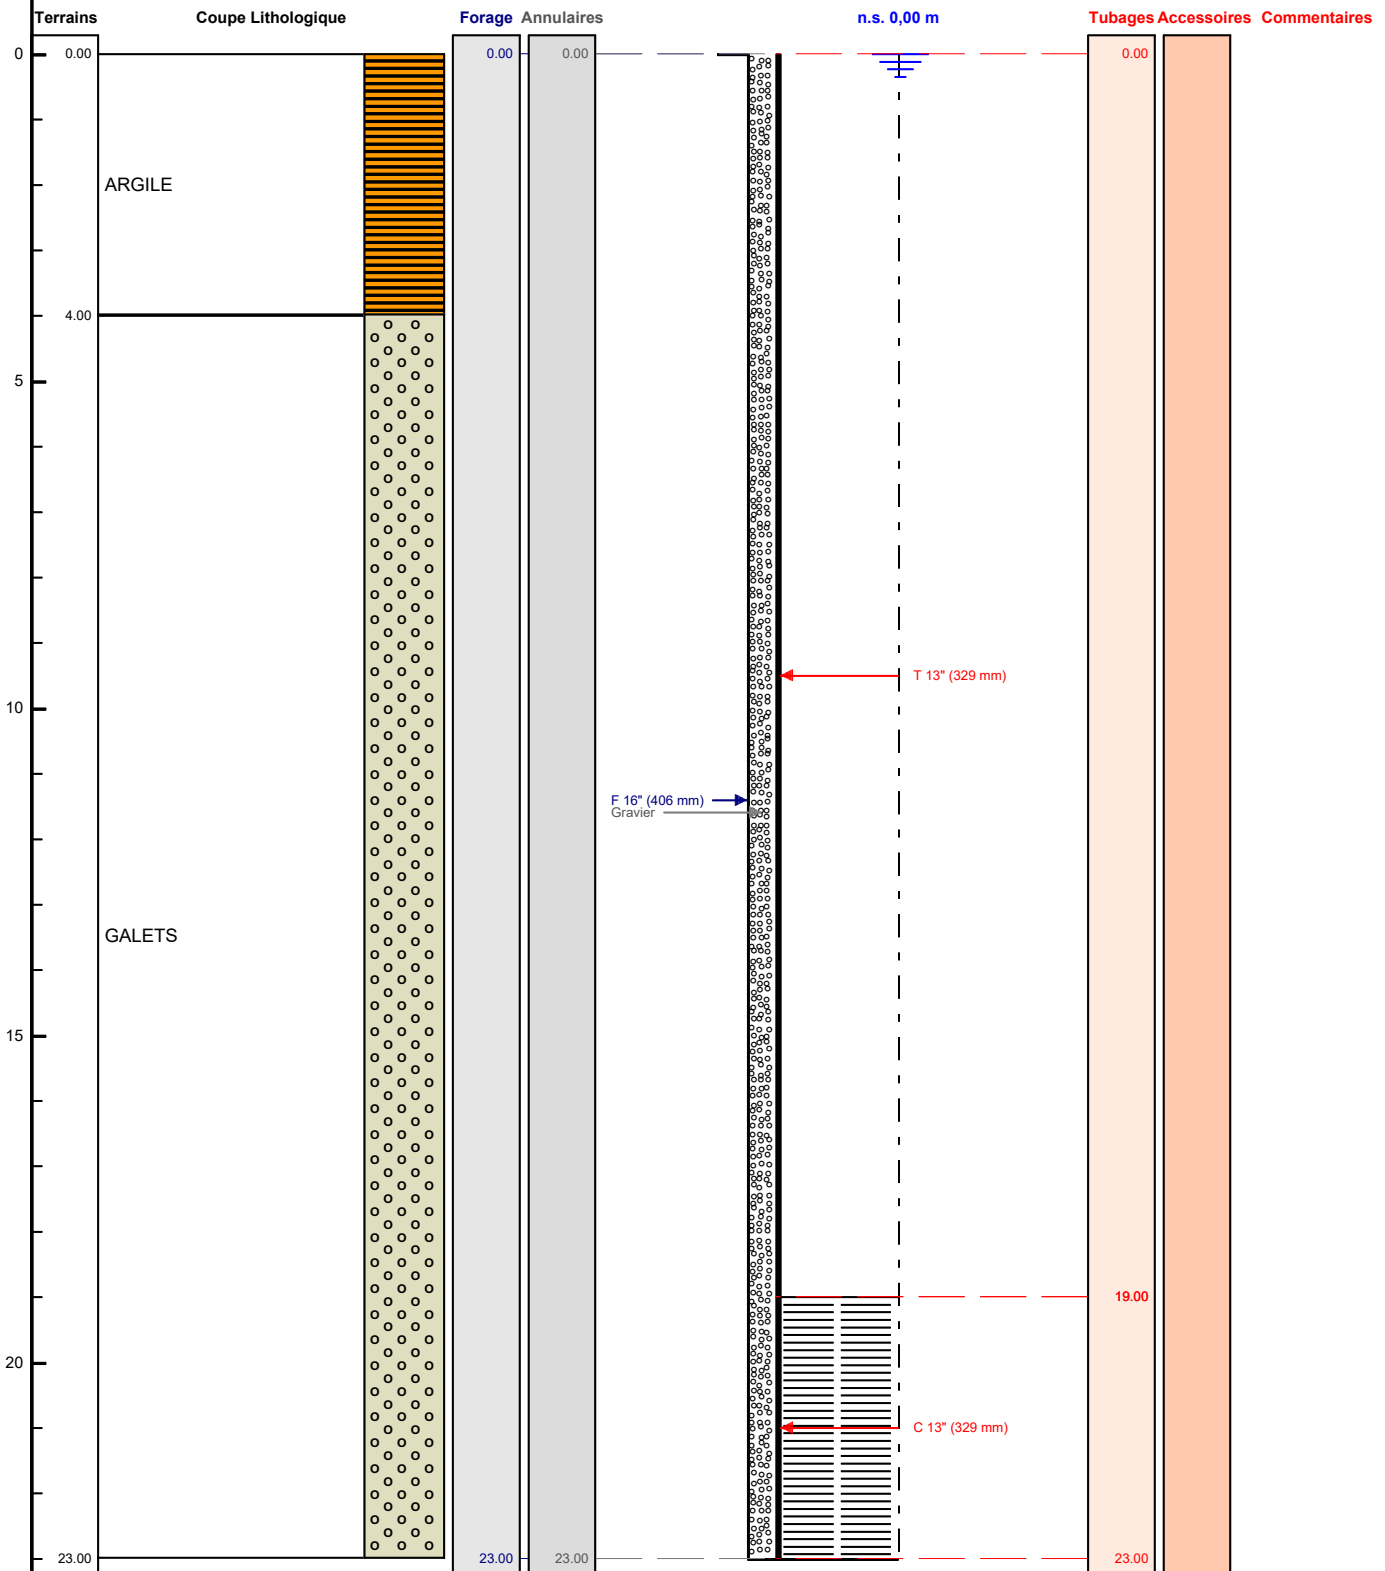 Terrains Coupe Lithologique Forage Annulaires n.s. 0,00 m Tubages Accessoires Commentaires
0 0.00 0.00 0.00 0.00
ARGILE
4.00
5
T 13" (329 mm)
10
F 16" (406 mm)
Gravier
GALETS
15
19.00
20
C 13" (329 mm)
23.00 23.00 23.00 23.00